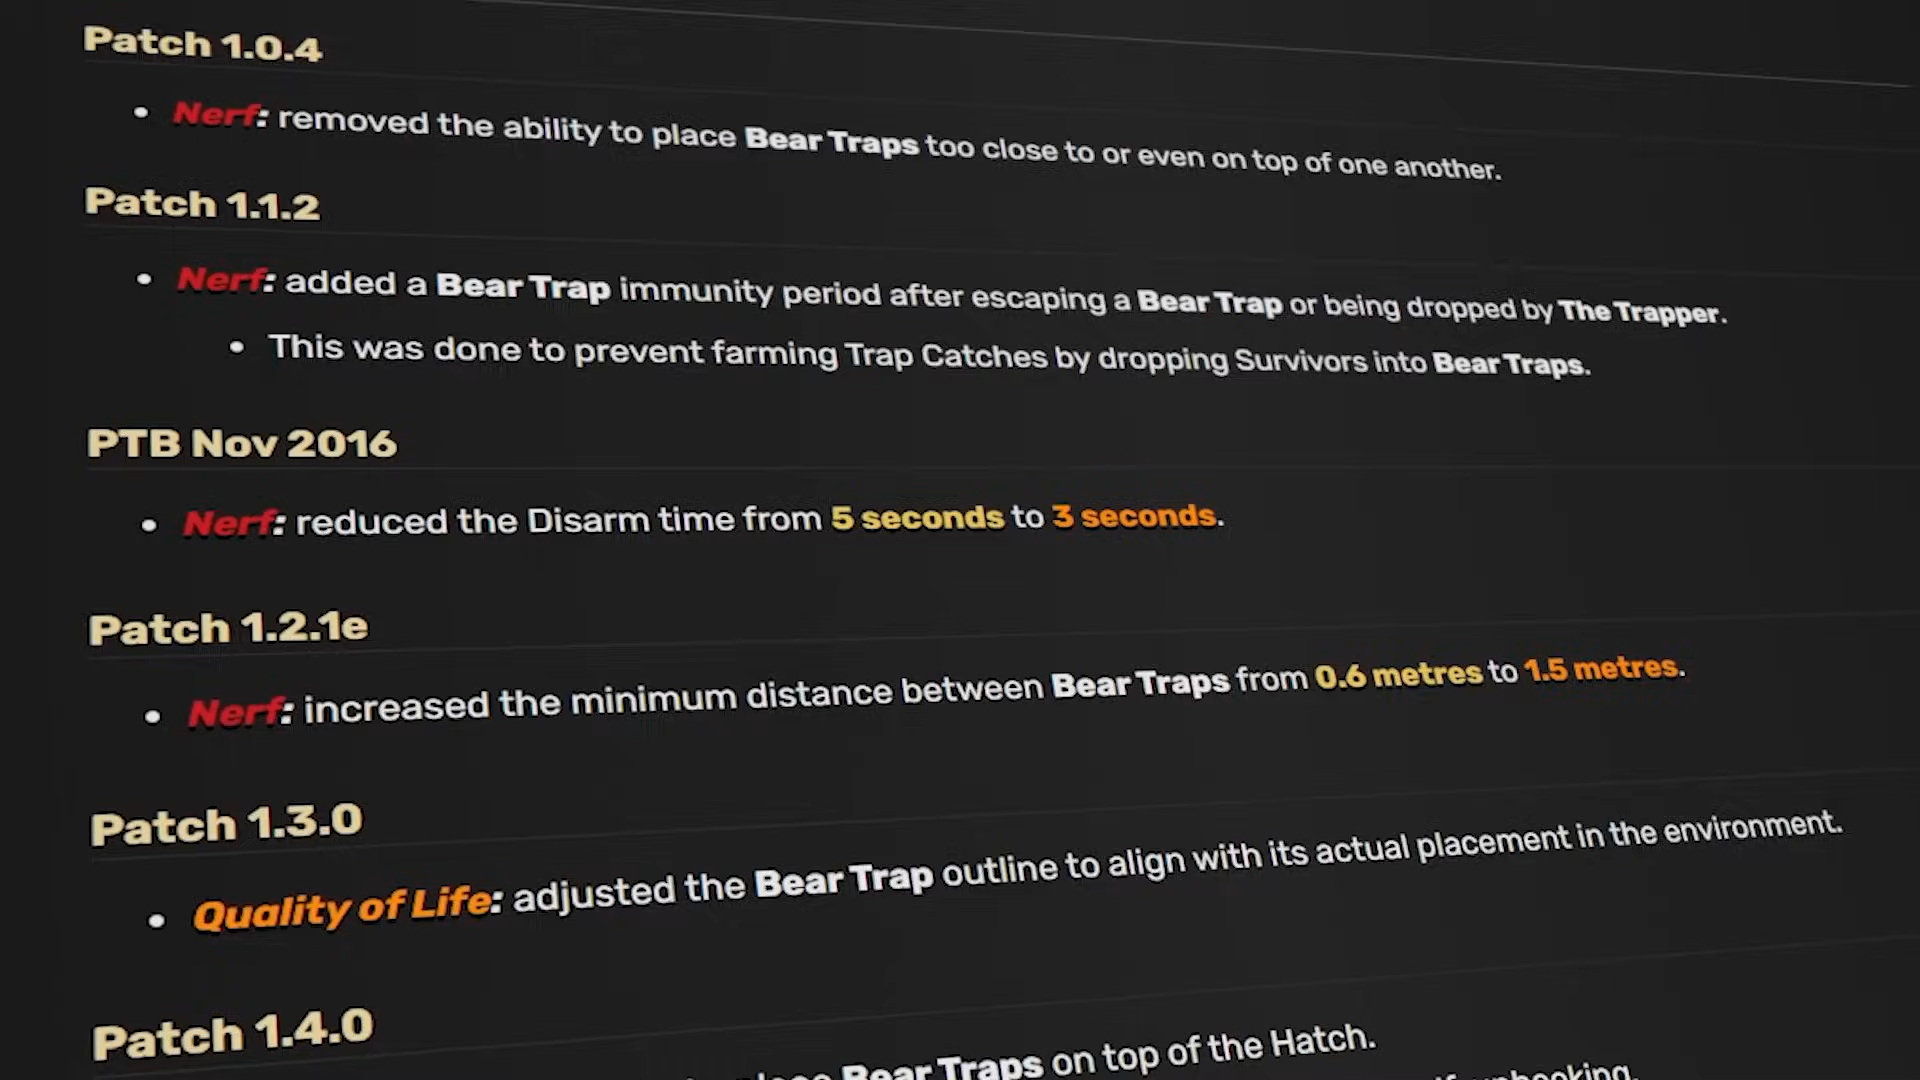 Patch 1.0.4
• Nerf: removed the ability to place Bear Traps too close to or even on top of one another.
Patch 1.1.2
• Nerf: added a Bear Trap immunity period after escaping a Bear Trap or being dropped by The Trapper.
• This was done to prevent farming Trap Catches by dropping Survivors into Bear Traps.
PTB Nov 2016
• Nerf: reduced the Disarm time from 5 seconds to 3 seconds.
Patch 1.2.1e
• Nerf: increased the minimum distance between Bear Traps from 0.6 metres to 1.5 metres.
Patch 1.3.0
• Quality of Life: adjusted the Bear Trap outline to align with its actual placement in the environment.
Patch 1.4.0
Bear Traps on top of the Hatch.